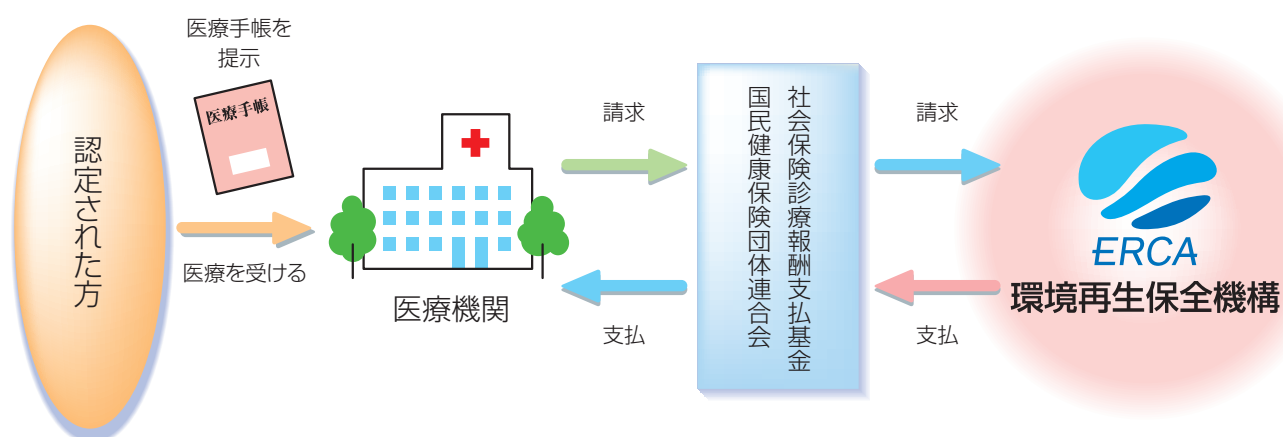 認定された方
医療手帳を
提示
医療手帳
医療を受ける
医療機関
請求
支払
社会保険診療報酬支払基金
国民健康保険団体連合会
請求
支払
ERCA
環境再生保全機構